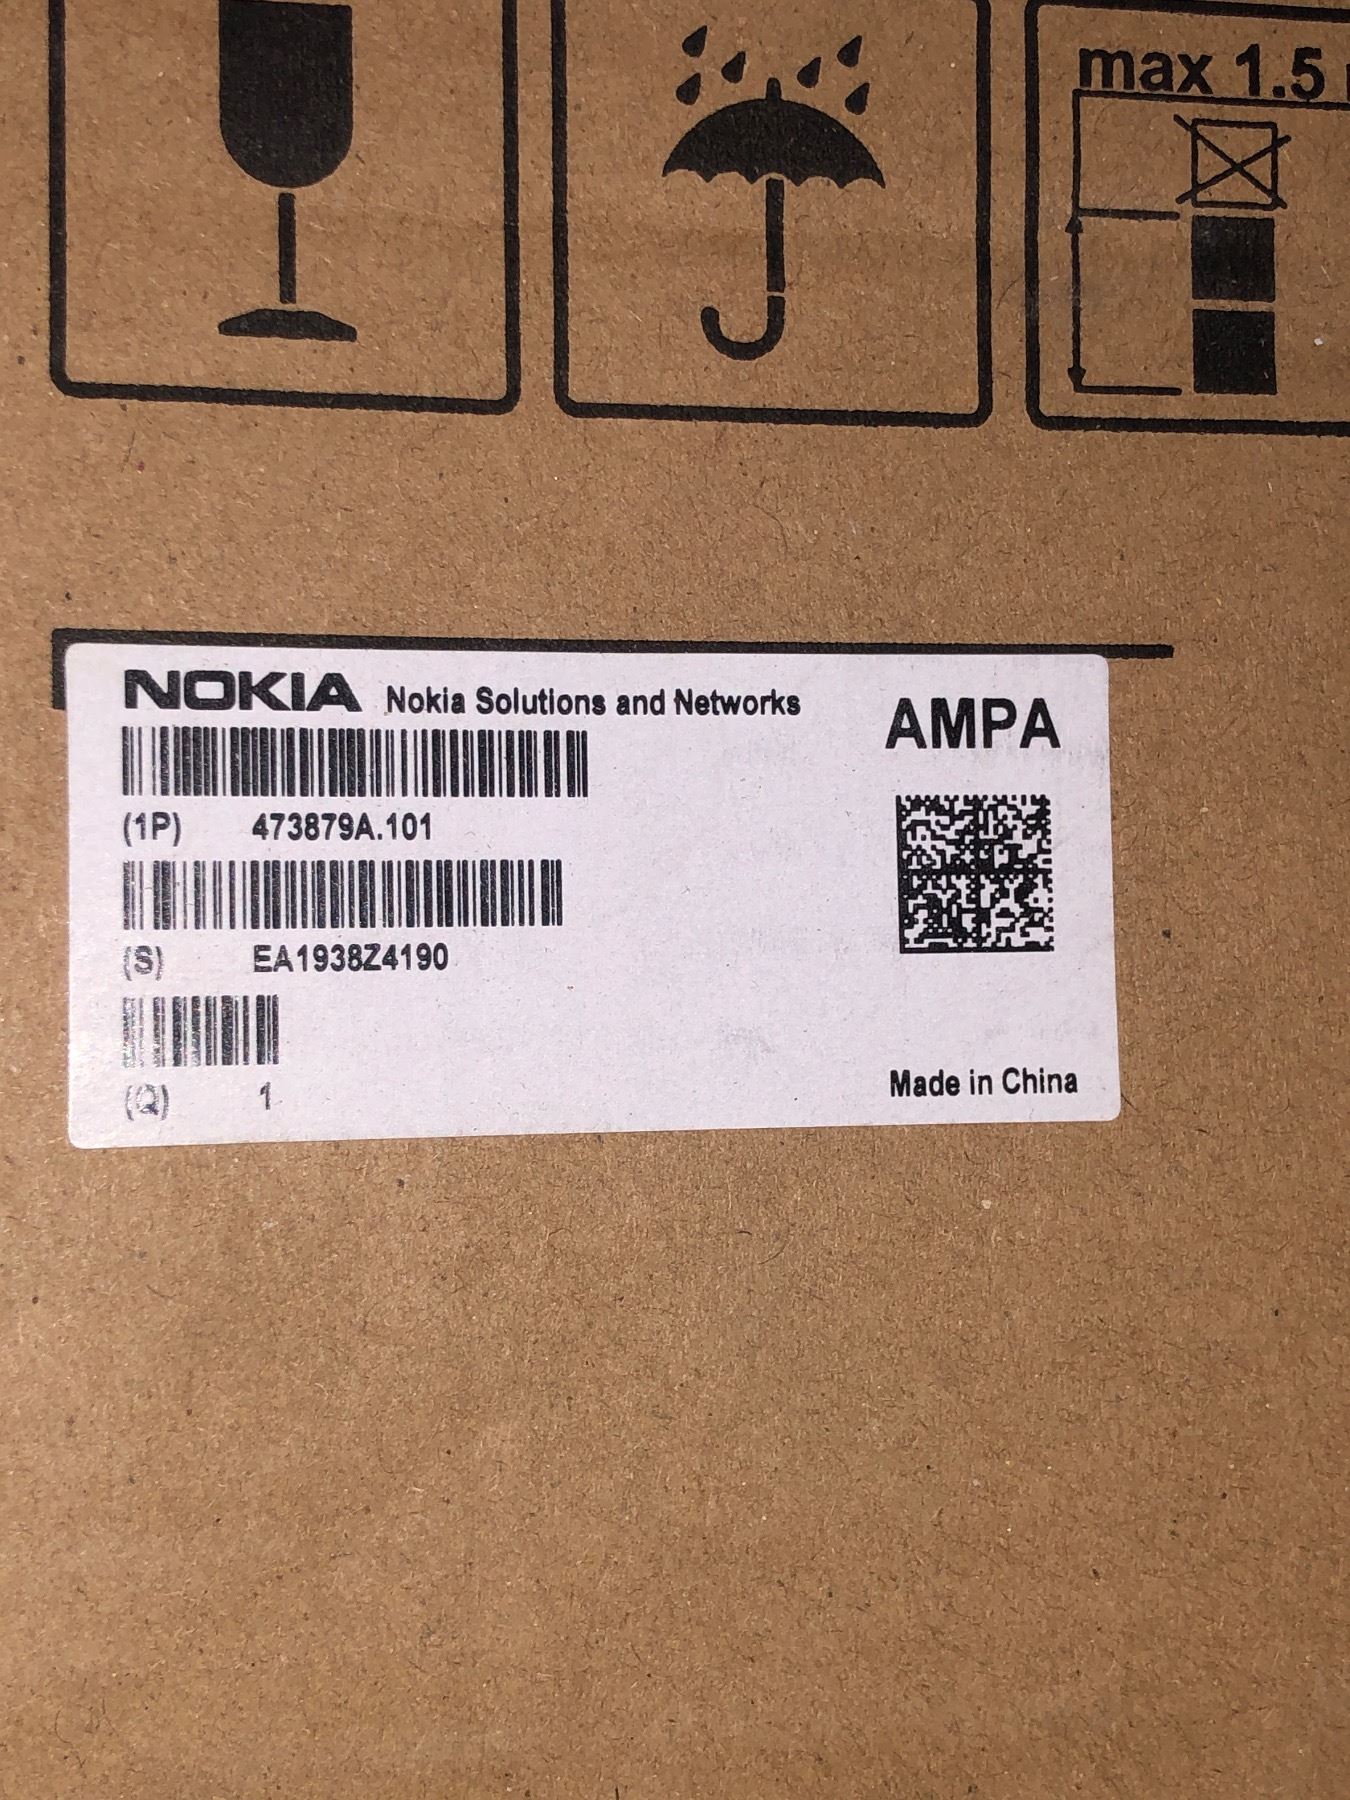 max 1.5
NOKIA Nokia Solutions and Networks
AMPA
(1P) 473879A.101
(S) EA1938Z4190
(Q) 1
Made in China